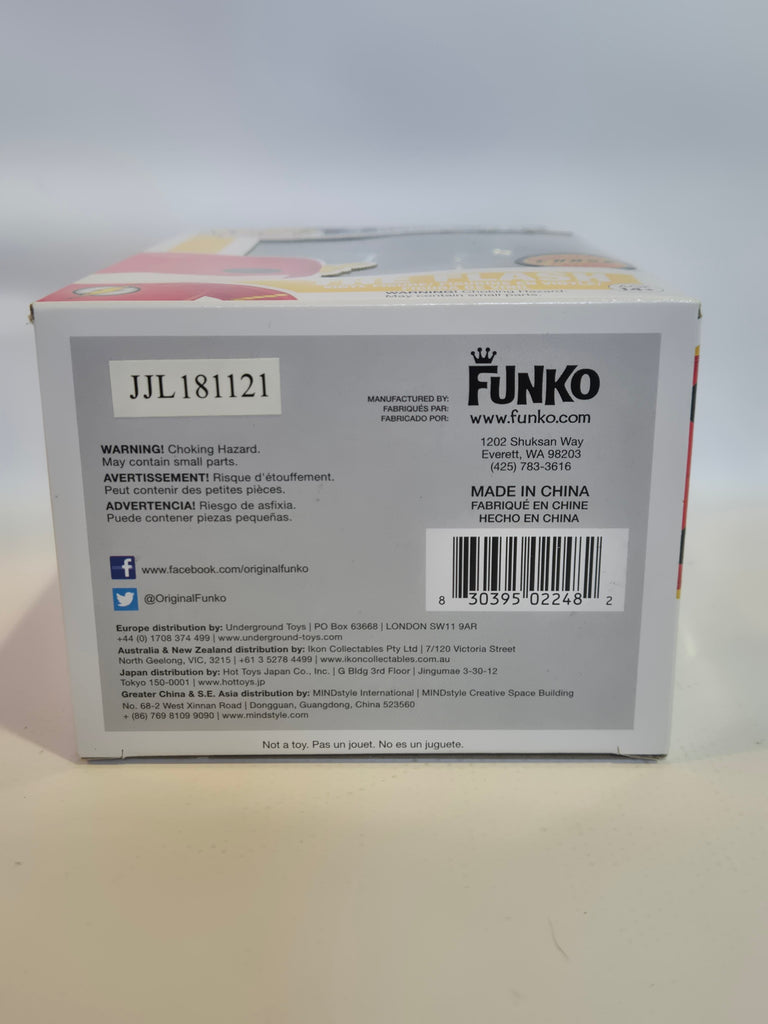 FLASH
WARNING! Choking Hazard.
May contain small parts.
JJL181121
MANUFACTURED BY:
FABRIQUÉS PAR:
FABRICADO POR:
FUNKO
www.funko.com
1202 Shuksan Way
Everett, WA 98203
(425) 783-3616
WARNING! Choking Hazard.
May contain small parts.
AVERTISSEMENT! Risque d'étouffement.
Peut contenir des petites pièces.
ADVERTENCIA! Riesgo de asfixia.
Puede contener piezas pequeñas.
MADE IN CHINA
FABRIQUÉ EN CHINE
HECHO EN CHINA
8 30395 02248 2
f www.facebook.com/originalfunko
@OriginalFunko
Europe distribution by: Underground Toys | PO Box 63668 | LONDON SW11 9AR
+44 (0) 1708 374 499 | www.underground-toys.com
Australia & New Zealand distribution by: Ikon Collectables Pty Ltd | 7/120 Victoria Street
North Geelong, VIC, 3215 | +61 3 5278 4499 | www.ikoncollectables.com.au
Japan distribution by: Hot Toys Japan Co., Inc. | G Bldg 3rd Floor | Jingumae 3-30-12
Tokyo 150-0001 | www.hottoys.jp
Greater China & S.E. Asia distribution by: MINDstyle International | MINDstyle Creative Space Building
No. 68-2 West Xinnan Road | Dongguan, Guangdong, China 523560
+ (86) 769 8109 9090 | www.mindstyle.com
Not a toy. Pas un jouet. No es un juguete.